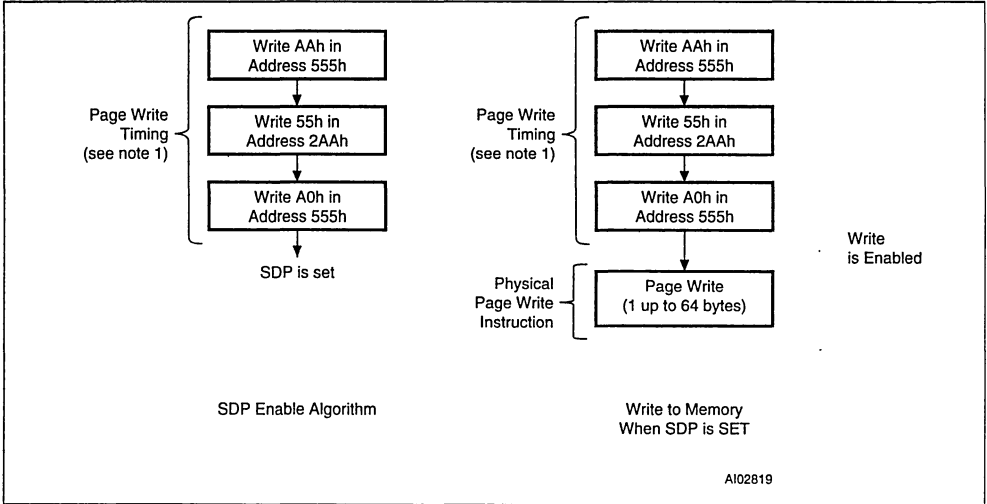 Write AAh in
Address 555h
Page Write
Timing
(see note 1)
Write 55h in
Address 2AAh
Write A0h in
Address 555h
SDP is set
SDP Enable Algorithm
Write AAh in
Address 555h
Page Write
Timing
(see note 1)
Write 55h in
Address 2AAh
Write A0h in
Address 555h
Write
is Enabled
Physical
Page Write
Instruction
Page Write
(1 up to 64 bytes)
Write to Memory
When SDP is SET
AI02819